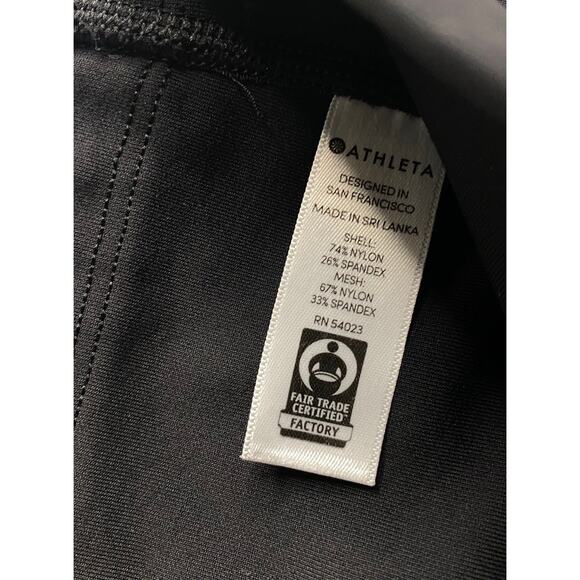 ATHLETA
DESIGNED IN
SAN FRANCISCO
MADE IN SRI LANKA
SHELL:
74% NYLON
26% SPANDEX
MESH:
67% NYLON
33% SPANDEX
RN 54023
FAIR TRADE
CERTIFIED™
FACTORY